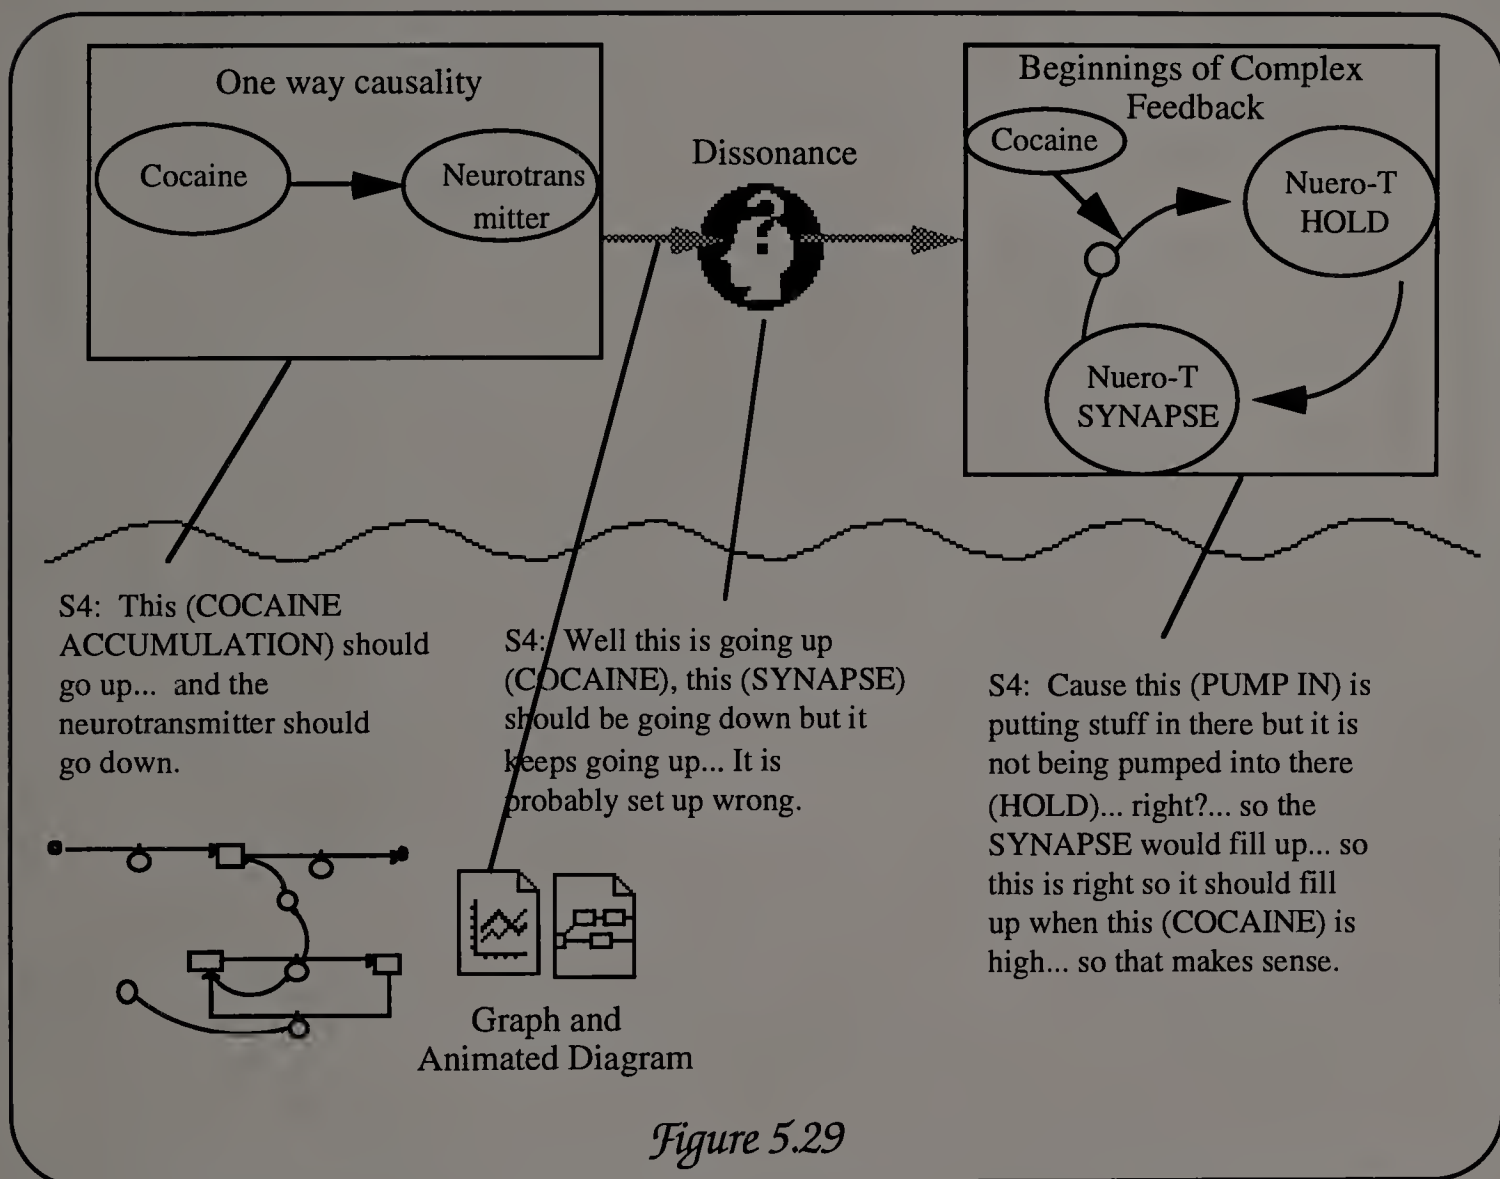 One way causality
Cocaine
Neurotrans
mitter
Dissonance
?
Beginnings of Complex
Feedback
Cocaine
Nuero-T
HOLD
Nuero-T
SYNAPSE
S4: This (COCAINE
ACCUMULATION) should
go up... and the
neurotransmitter should
go down.
S4: Well this is going up
(COCAINE), this (SYNAPSE)
should be going down but it
keeps going up... It is
probably set up wrong.
S4: Cause this (PUMP IN) is
putting stuff in there but it is
not being pumped into there
(HOLD)... right?... so the
SYNAPSE would fill up... so
this is right so it should fill
up when this (COCAINE) is
high... so that makes sense.
Graph and
Animated Diagram
Figure 5.29